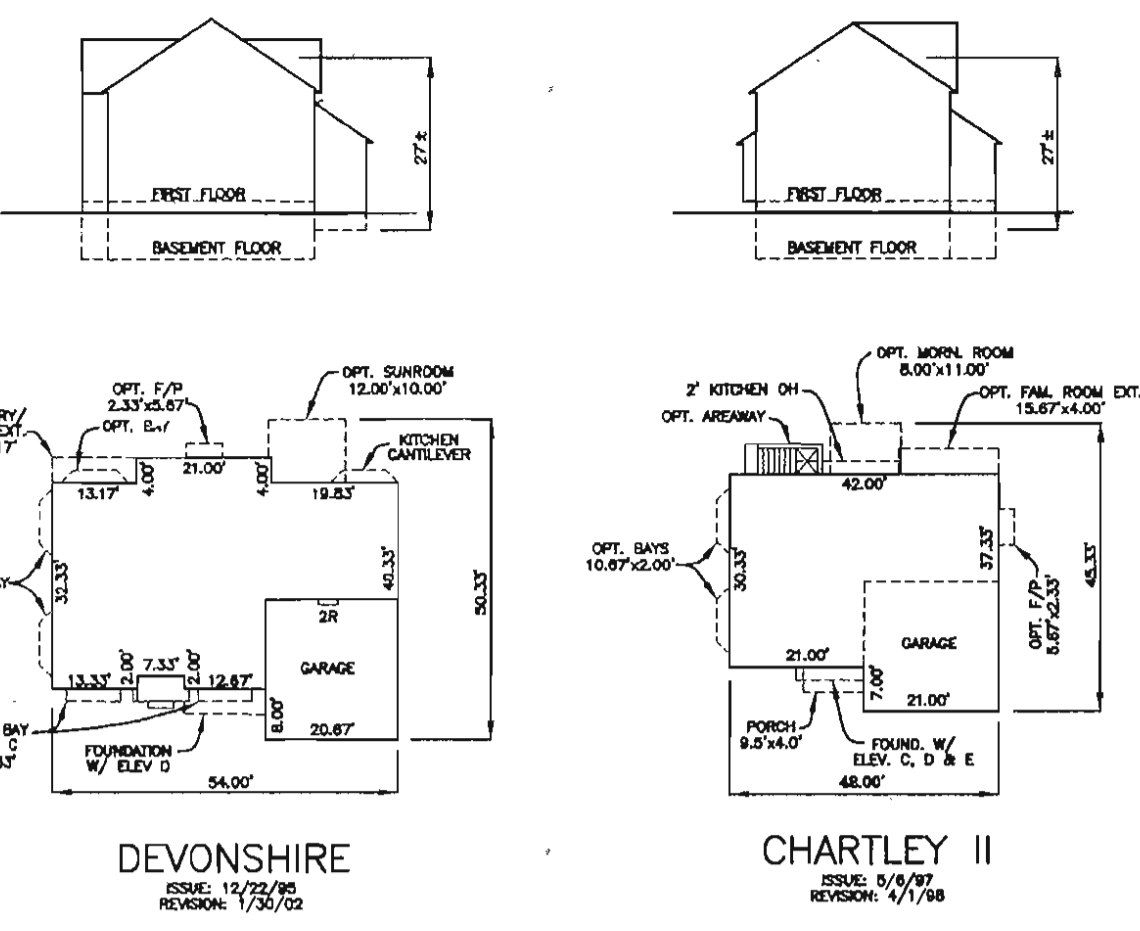 27'±
FIRST FLOOR
BASEMENT FLOOR
27'±
FIRST FLOOR
BASEMENT FLOOR
OPT. SUNROOM
12.00'x10.00'
OPT. F/P
2.33'x5.67'
OPT. BAY
KITCHEN
CANTILEVER
21.00'
13.17'
4.00'
4.00'
19.83'
32.33'
40.33'
50.33'
2R
GARAGE
7.33'
2.00'
2.00'
13.33'
12.67'
8.00'
20.67'
BAY
FOUNDATION
W/ ELEV D
54.00'
DEVONSHIRE
ISSUE: 12/22/95
REVISION: 1/30/02
OPT. MORN. ROOM
8.00'x11.00'
2' KITCHEN OH
OPT. FAM. ROOM EXT.
15.67'x4.00'
OPT. AREAWAY
42.00'
OPT. BAYS
10.67'x2.00'
30.33'
37.33'
45.33'
OPT. F/P
5.67'x2.33'
GARAGE
21.00'
7.00'
21.00'
PORCH
9.5'x4.0'
FOUND. W/
ELEV. C, D & E
48.00'
CHARTLEY II
ISSUE: 5/6/97
REVISION: 4/1/98